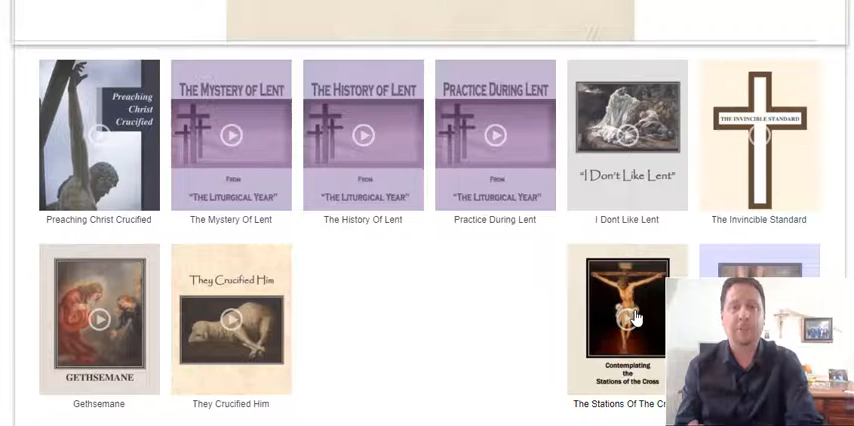 Preaching
Christ
Crucified
THE MYSTERY OF LENT
FROM
"THE LITURGICAL YEAR"
THE HISTORY OF LENT
FROM
"THE LITURGICAL YEAR"
PRACTICE DURING LENT
FROM
"THE LITURGICAL YEAR"
"I Don't Like Lent"
THE INVINCIBLE STANDARD
Preaching Christ Crucified
The Mystery Of Lent
The History Of Lent
Practice During Lent
I Dont Like Lent
The Invincible Standard
GETHSEMANE
They Crucified Him
Contemplating
the
Stations of the Cross
Gethsemane
They Crucified Him
The Stations Of The Cr